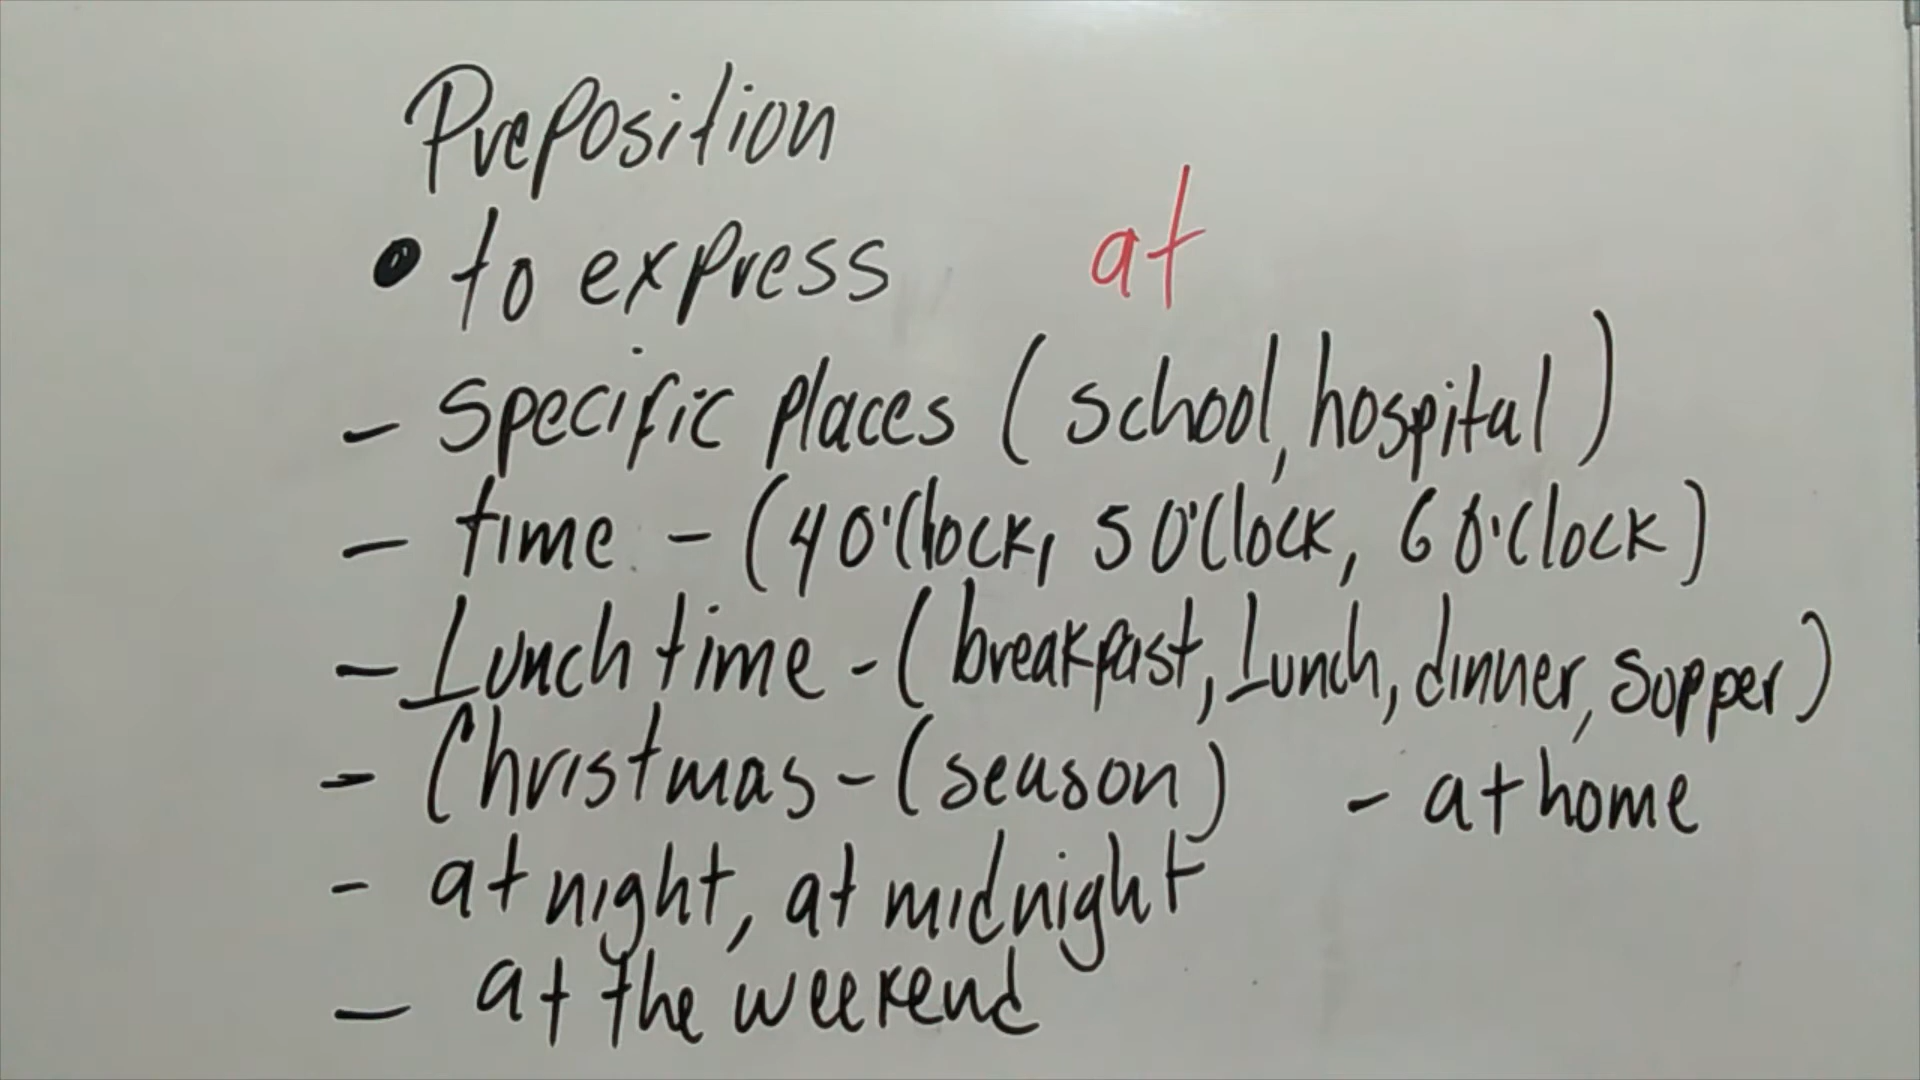 Preposition
• to express at
- specific places (school, hospital)
- time - (4 O'Clock, 5 O'Clock, 6 O'Clock)
- Lunch time - (breakfast, Lunch, dinner, sopper)
- Christmas - (season) - at home
- at night, at midnight
- at the weekend